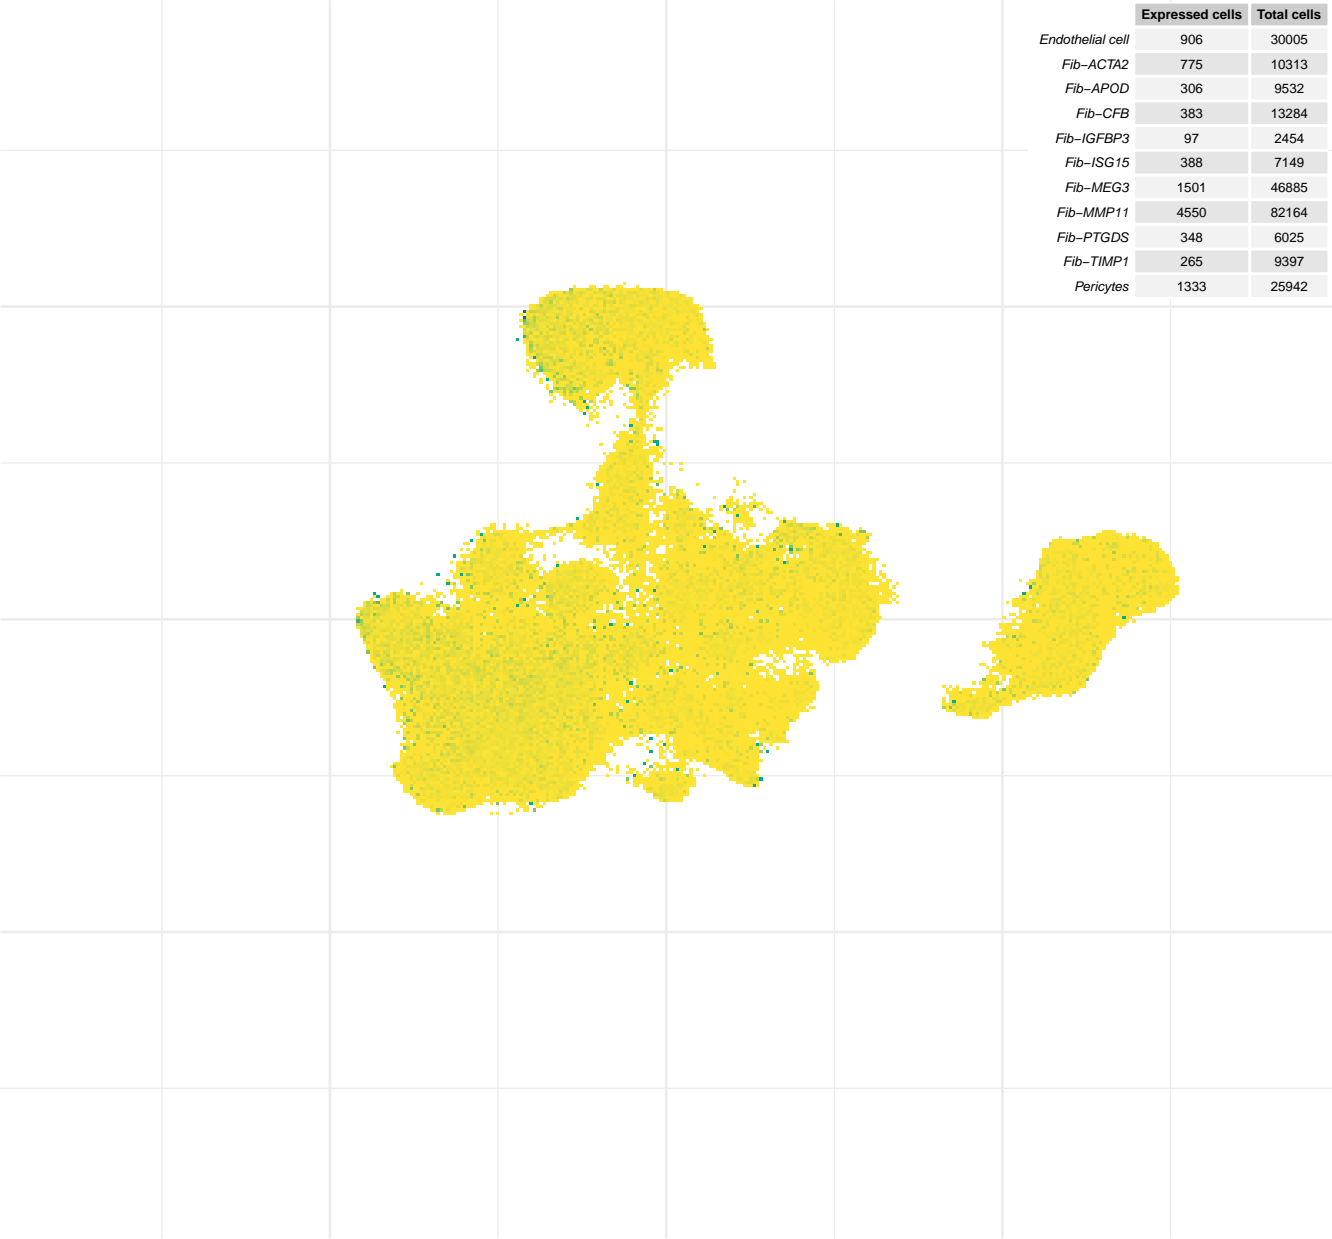 Expressed cells Total cells
Endothelial cell 906 30005
Fib−ACTA2 775 10313
Fib−APOD 306 9532
Fib−CFB 383 13284
Fib−IGFBP3 97 2454
Fib−ISG15 388 7149
Fib−MEG3 1501 46885
Fib−MMP11 4550 82164
Fib−PTGDS 348 6025
Fib−TIMP1 265 9397
Pericytes 1333 25942